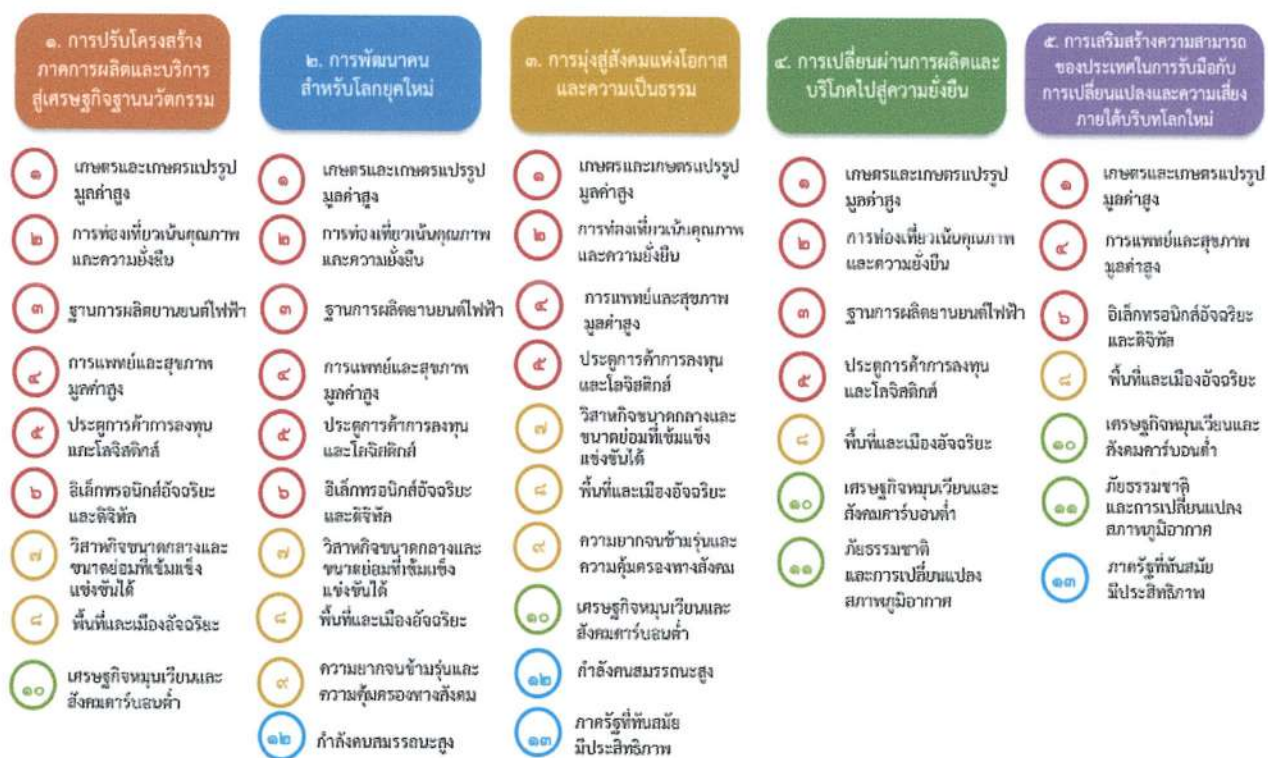 ๑. การปรับโครงสร้าง
ภาคการผลิตและบริการ
สู่เศรษฐกิจฐานนวัตกรรม
๑
เกษตรและเกษตรแปรรูป
มูลค่าสูง
๒
การท่องเที่ยวเน้นคุณภาพ
และความยั่งยืน
๓
ฐานการผลิตยานยนต์ไฟฟ้า
๔
การแพทย์และสุขภาพ
มูลค่าสูง
๕
ประตูการค้าการลงทุน
และโลจิสติกส์
๖
อิเล็กทรอนิกส์อัจฉริยะ
และดิจิทัล
๗
วิสาหกิจขนาดกลางและ
ขนาดย่อมที่เข้มแข็ง
แข่งขันได้
๘
พื้นที่และเมืองอัจฉริยะ
๑๐
เศรษฐกิจหมุนเวียนและ
สังคมคาร์บอนต่ำ
๒. การพัฒนาคน
สำหรับโลกยุคใหม่
๑
เกษตรและเกษตรแปรรูป
มูลค่าสูง
๒
การท่องเที่ยวเน้นคุณภาพ
และความยั่งยืน
๓
ฐานการผลิตยานยนต์ไฟฟ้า
๔
การแพทย์และสุขภาพ
มูลค่าสูง
๕
ประตูการค้าการลงทุน
และโลจิสติกส์
๖
อิเล็กทรอนิกส์อัจฉริยะ
และดิจิทัล
๗
วิสาหกิจขนาดกลางและ
ขนาดย่อมที่เข้มแข็ง
แข่งขันได้
๘
พื้นที่และเมืองอัจฉริยะ
๙
ความยากจนข้ามรุ่นและ
ความคุ้มครองทางสังคม
๑๒
กำลังคนสมรรถนะสูง
๓. การมุ่งสู่สังคมแห่งโอกาส
และความเป็นธรรม
๑
เกษตรและเกษตรแปรรูป
มูลค่าสูง
๒
การท่องเที่ยวเน้นคุณภาพ
และความยั่งยืน
๔
การแพทย์และสุขภาพ
มูลค่าสูง
๕
ประตูการค้าการลงทุน
และโลจิสติกส์
๗
วิสาหกิจขนาดกลางและ
ขนาดย่อมที่เข้มแข็ง
แข่งขันได้
๘
พื้นที่และเมืองอัจฉริยะ
๙
ความยากจนข้ามรุ่นและ
ความคุ้มครองทางสังคม
๑๐
เศรษฐกิจหมุนเวียนและ
สังคมคาร์บอนต่ำ
๑๒
กำลังคนสมรรถนะสูง
๑๓
ภาครัฐที่ทันสมัย
มีประสิทธิภาพ
๔. การเปลี่ยนผ่านการผลิตและ
บริโภคไปสู่ความยั่งยืน
๑
เกษตรและเกษตรแปรรูป
มูลค่าสูง
๒
การท่องเที่ยวเน้นคุณภาพ
และความยั่งยืน
๓
ฐานการผลิตยานยนต์ไฟฟ้า
๕
ประตูการค้าการลงทุน
และโลจิสติกส์
๘
พื้นที่และเมืองอัจฉริยะ
๑๐
เศรษฐกิจหมุนเวียนและ
สังคมคาร์บอนต่ำ
๑๑
ภัยธรรมชาติ
และการเปลี่ยนแปลง
สภาพภูมิอากาศ
๕. การเสริมสร้างความสามารถ
ของประเทศในการรับมือกับ
การเปลี่ยนแปลงและความเสี่ยง
ภายใต้บริบทโลกใหม่
๑
เกษตรและเกษตรแปรรูป
มูลค่าสูง
๔
การแพทย์และสุขภาพ
มูลค่าสูง
๖
อิเล็กทรอนิกส์อัจฉริยะ
และดิจิทัล
๘
พื้นที่และเมืองอัจฉริยะ
๑๐
เศรษฐกิจหมุนเวียนและ
สังคมคาร์บอนต่ำ
๑๑
ภัยธรรมชาติ
และการเปลี่ยนแปลง
สภาพภูมิอากาศ
๑๓
ภาครัฐที่ทันสมัย
มีประสิทธิภาพ